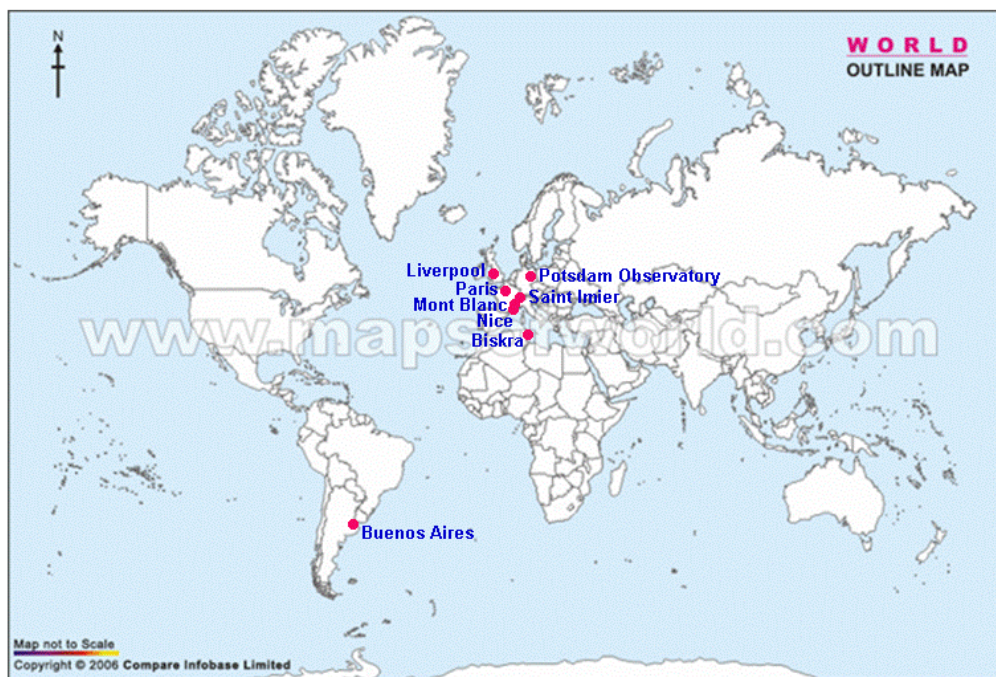 N
WORLD
OUTLINE MAP
Liverpool
Potsdam Observatory
Paris
Saint Imier
Mont Blanc
Nice
www.mapsofworld.com
Biskra
Buenos Aires
Map not to Scale
Copyright © 2006 Compare Infobase Limited